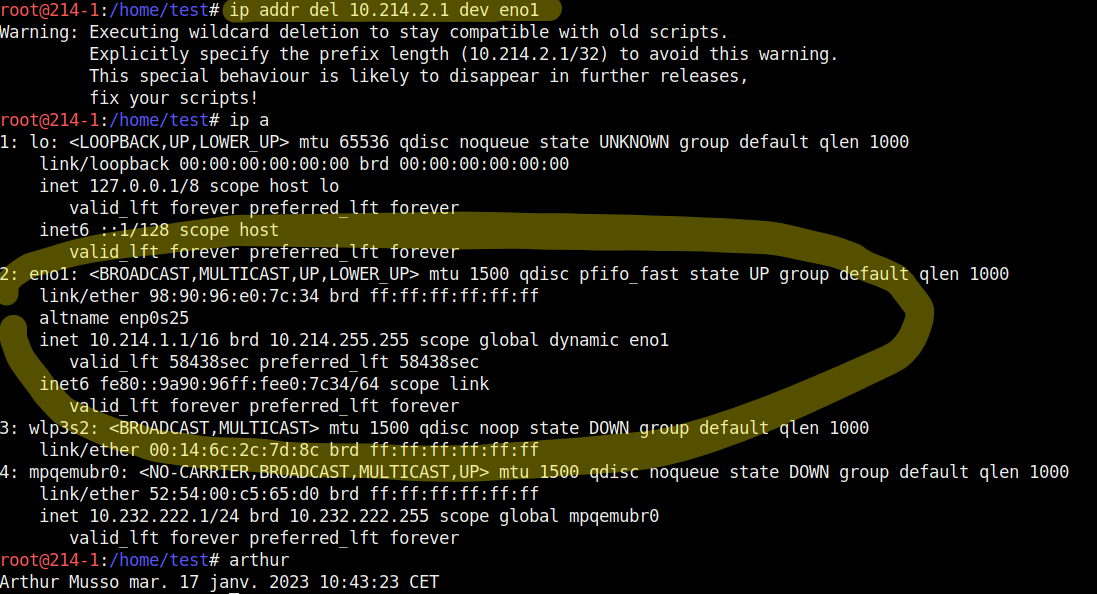 root@214-1:/home/test# ip addr del 10.214.2.1 dev eno1
Warning: Executing wildcard deletion to stay compatible with old scripts.
         Explicitly specify the prefix length (10.214.2.1/32) to avoid this warning.
         This special behaviour is likely to disappear in further releases,
         fix your scripts!
root@214-1:/home/test# ip a
1: lo: <LOOPBACK,UP,LOWER_UP> mtu 65536 qdisc noqueue state UNKNOWN group default qlen 1000
    link/loopback 00:00:00:00:00:00 brd 00:00:00:00:00:00
    inet 127.0.0.1/8 scope host lo
       valid_lft forever preferred_lft forever
    inet6 ::1/128 scope host
       valid_lft forever preferred_lft forever
2: eno1: <BROADCAST,MULTICAST,UP,LOWER_UP> mtu 1500 qdisc pfifo_fast state UP group default qlen 1000
    link/ether 98:90:96:e0:7c:34 brd ff:ff:ff:ff:ff:ff
    altname enp0s25
    inet 10.214.1.1/16 brd 10.214.255.255 scope global dynamic eno1
       valid_lft 58438sec preferred_lft 58438sec
    inet6 fe80::9a90:96ff:fee0:7c34/64 scope link
       valid_lft forever preferred_lft forever
3: wlp3s2: <BROADCAST,MULTICAST> mtu 1500 qdisc noop state DOWN group default qlen 1000
    link/ether 00:14:6c:2c:7d:8c brd ff:ff:ff:ff:ff:ff
4: mpqemubr0: <NO-CARRIER,BROADCAST,MULTICAST,UP> mtu 1500 qdisc noqueue state DOWN group default qlen 1000
    link/ether 52:54:00:c5:65:d0 brd ff:ff:ff:ff:ff:ff
    inet 10.232.222.1/24 brd 10.232.222.255 scope global mpqemubr0
       valid_lft forever preferred_lft forever
root@214-1:/home/test# arthur
Arthur Musso mar. 17 janv. 2023 10:43:23 CET